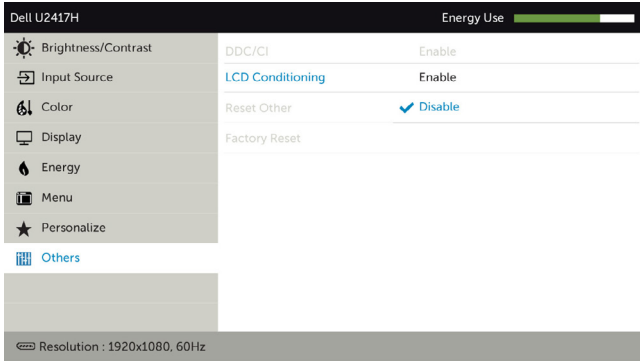 Dell U2417H Energy Use
Brightness/Contrast DDC/CI Enable
Input Source LCD Conditioning Enable
Color Reset Other Disable
Display Factory Reset
Energy
Menu
Personalize
Others
Resolution : 1920x1080, 60Hz